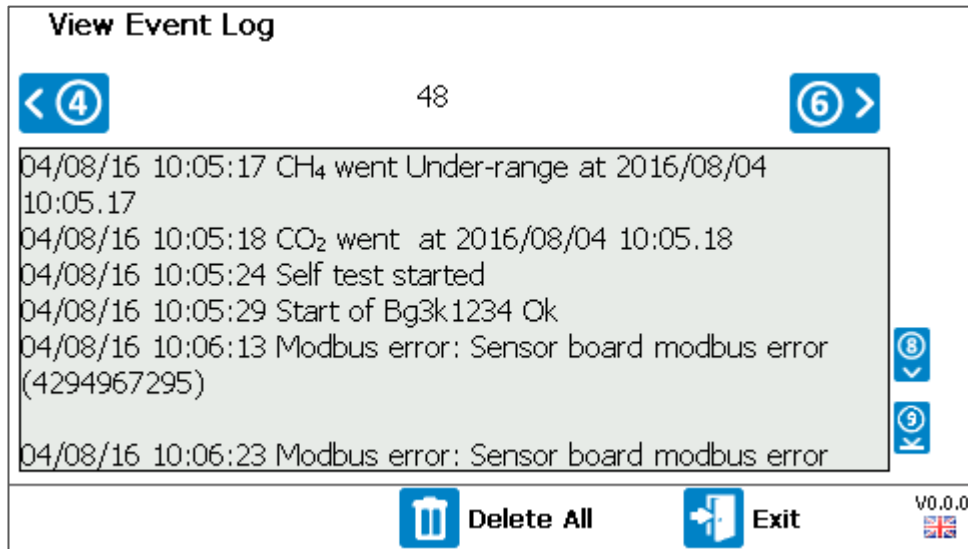 View Event Log
< 4
48
6 >
04/08/16 10:05:17 CH₄ went Under-range at 2016/08/04
10:05.17
04/08/16 10:05:18 CO₂ went  at 2016/08/04 10:05.18
04/08/16 10:05:24 Self test started
04/08/16 10:05:29 Start of Bg3k1234 Ok
04/08/16 10:06:13 Modbus error: Sensor board modbus error
(4294967295)
8
9
04/08/16 10:06:23 Modbus error: Sensor board modbus error
Delete All
Exit
V0.0.0